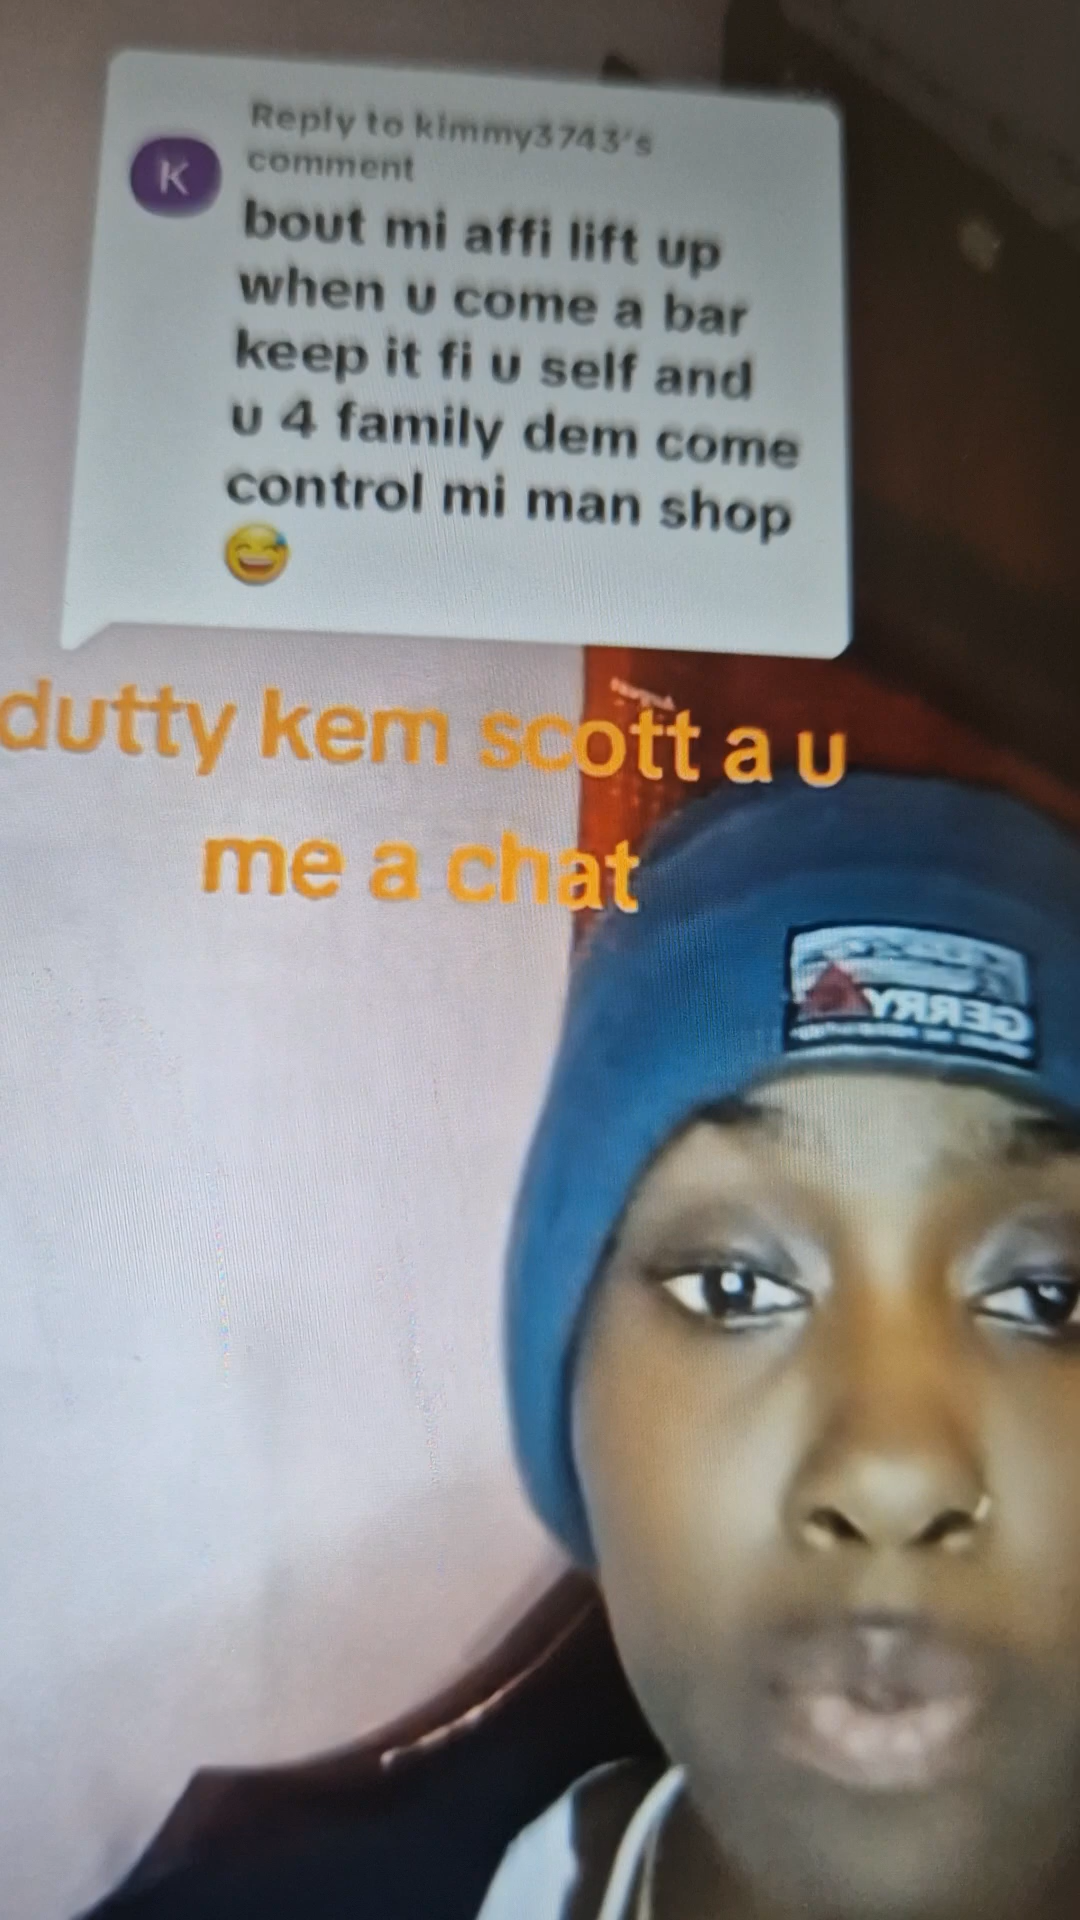 Reply to kimmy3743's
comment
K
bout mi affi lift up
when u come a bar
keep it fi u self and
u 4 family dem come
control mi man shop
dutty kem scott a u
me a chat
GERRY